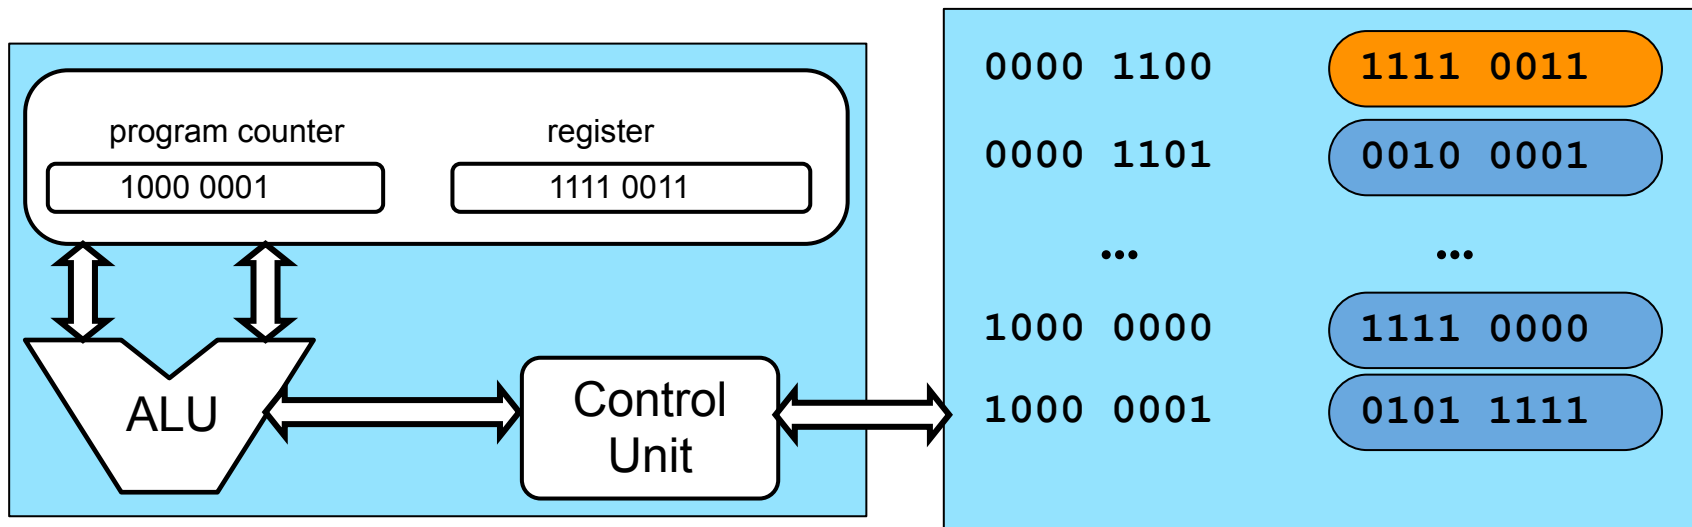 program counter register
1000 0001 1111 0011
ALU
Control
Unit
0000 1100 1111 0011
0000 1101 0010 0001
... ...
1000 0000 1111 0000
1000 0001 0101 1111